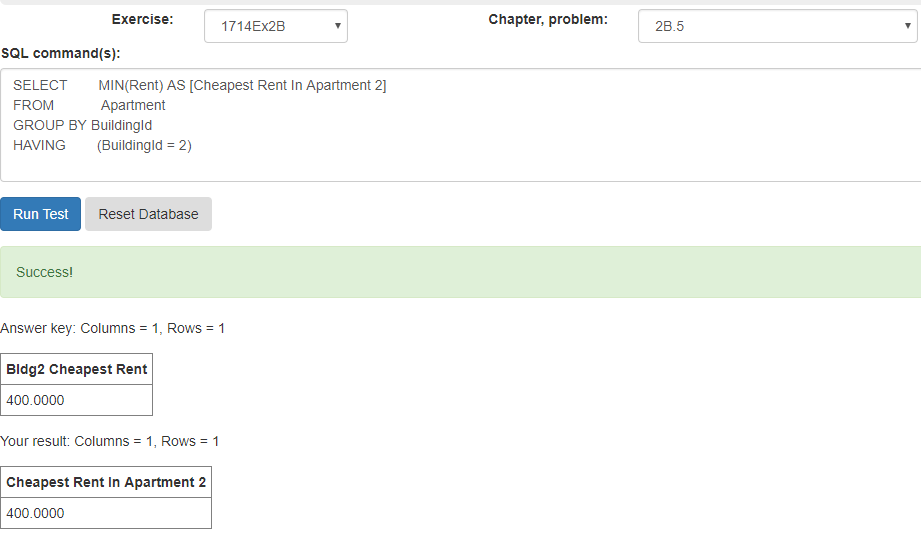 Exercise: 1714Ex2B Chapter, problem: 2B.5
SQL command(s):
SELECT MIN(Rent) AS [Cheapest Rent In Apartment 2]
FROM Apartment
GROUP BY BuildingId
HAVING (BuildingId = 2)
Run Test Reset Database
Success!
Answer key: Columns = 1, Rows = 1
Bldg2 Cheapest Rent
400.0000
Your result: Columns = 1, Rows = 1
Cheapest Rent In Apartment 2
400.0000